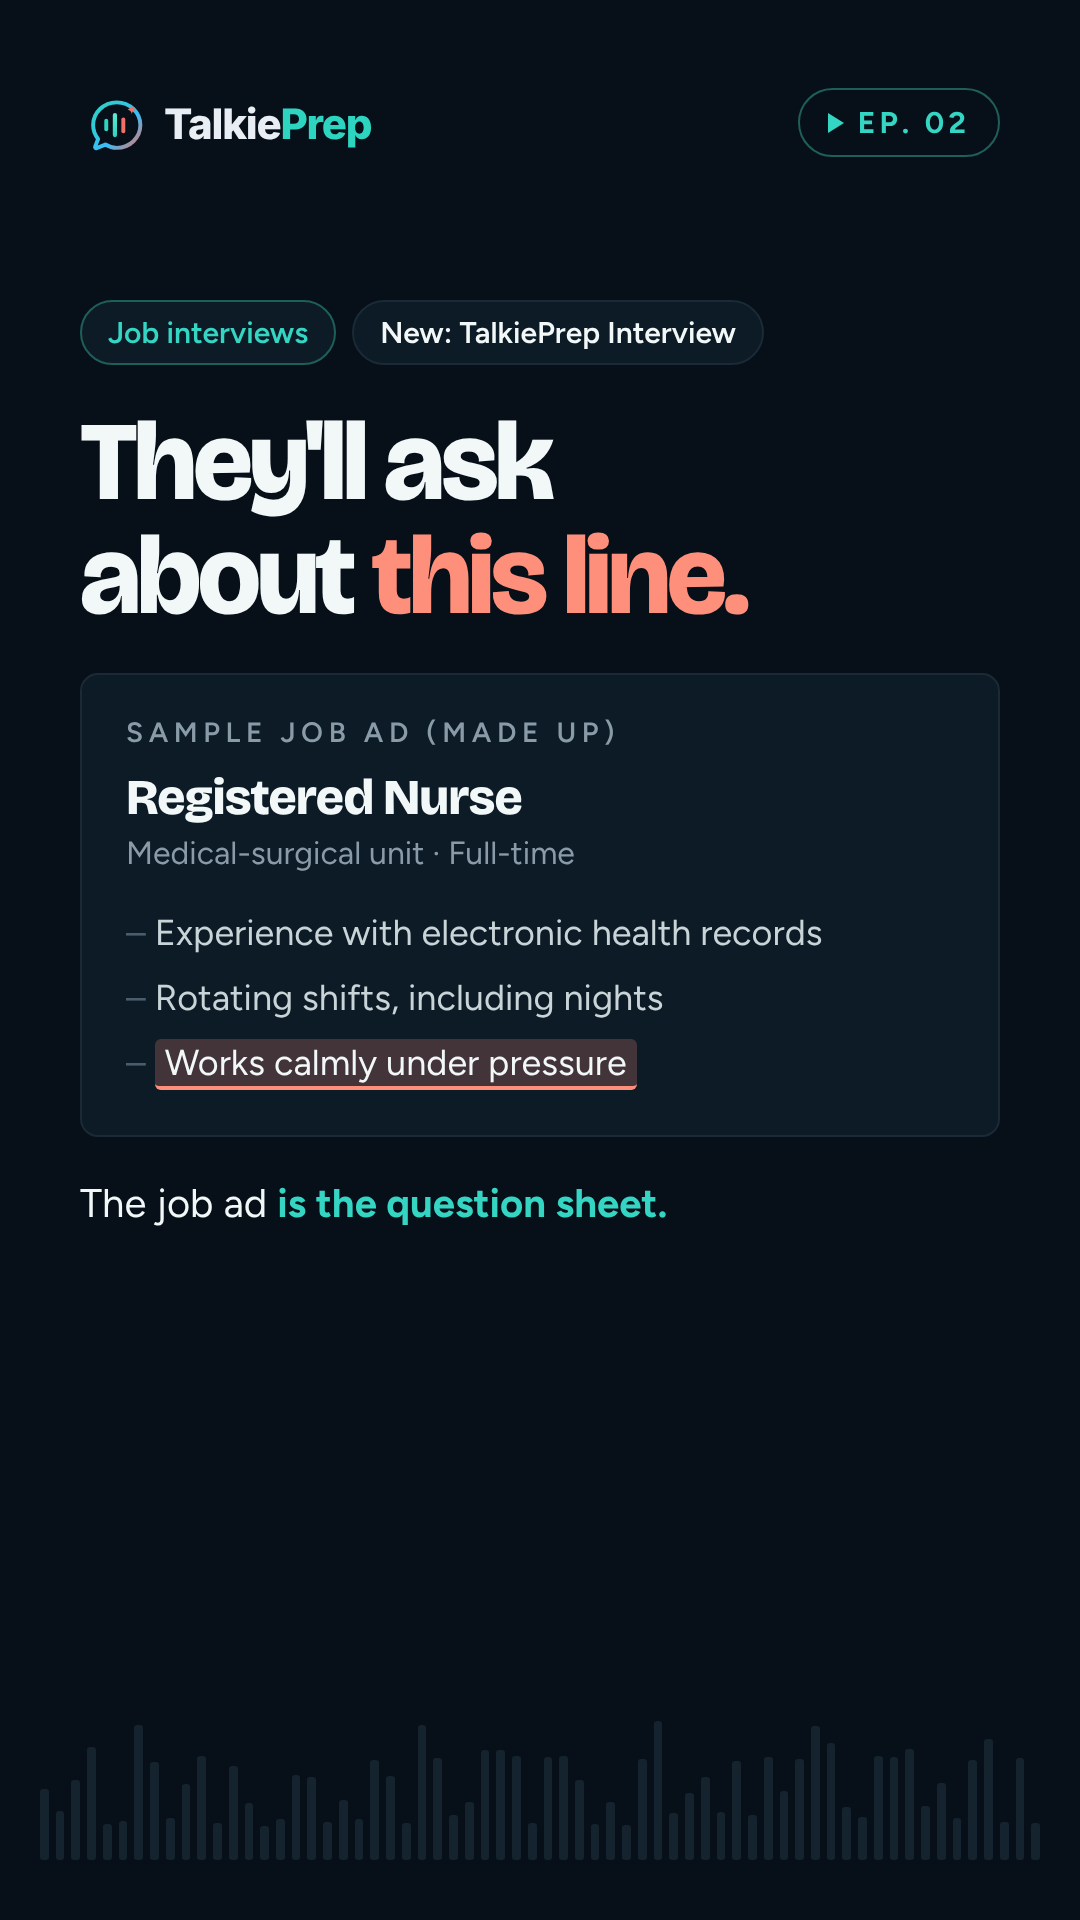 TalkiePrep
EP. 02
Job interviews
New: TalkiePrep Interview
They'll ask
about this line.
SAMPLE JOB AD (MADE UP)
Registered Nurse
Medical-surgical unit · Full-time
– Experience with electronic health records
– Rotating shifts, including nights
– Works calmly under pressure
The job ad is the question sheet.